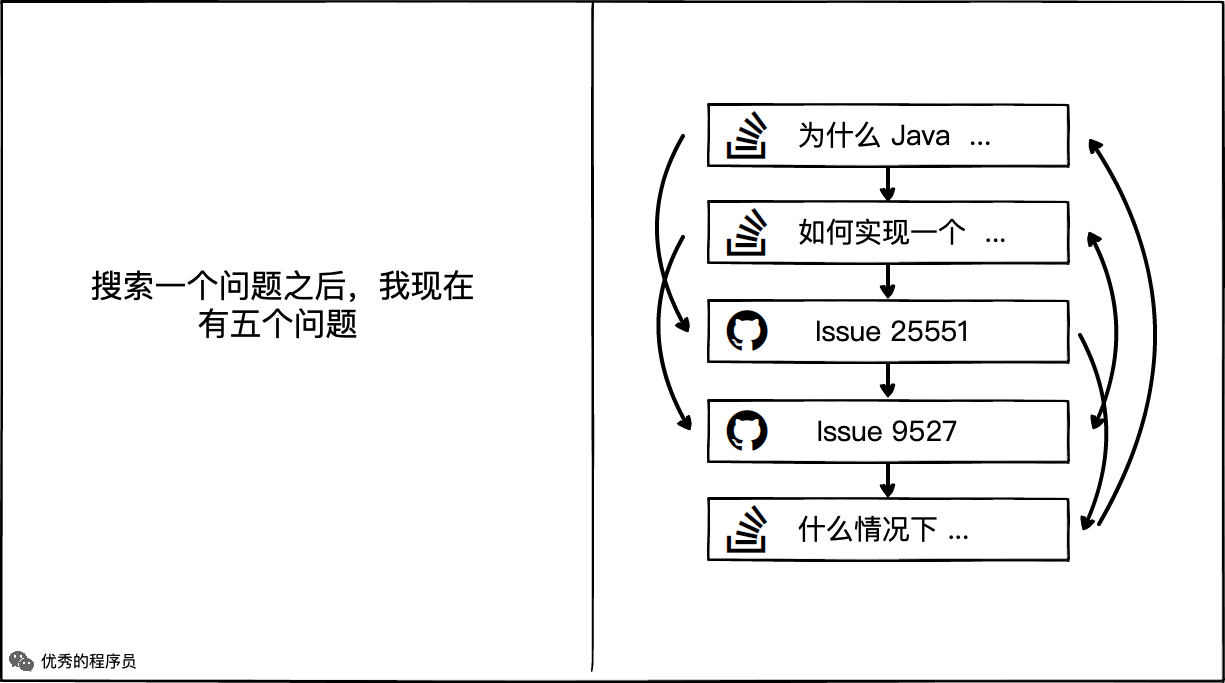 搜索一个问题之后，我现在
有五个问题
为什么 Java ...
如何实现一个 ...
Issue 25551
Issue 9527
什么情况下 ...
优秀的程序员